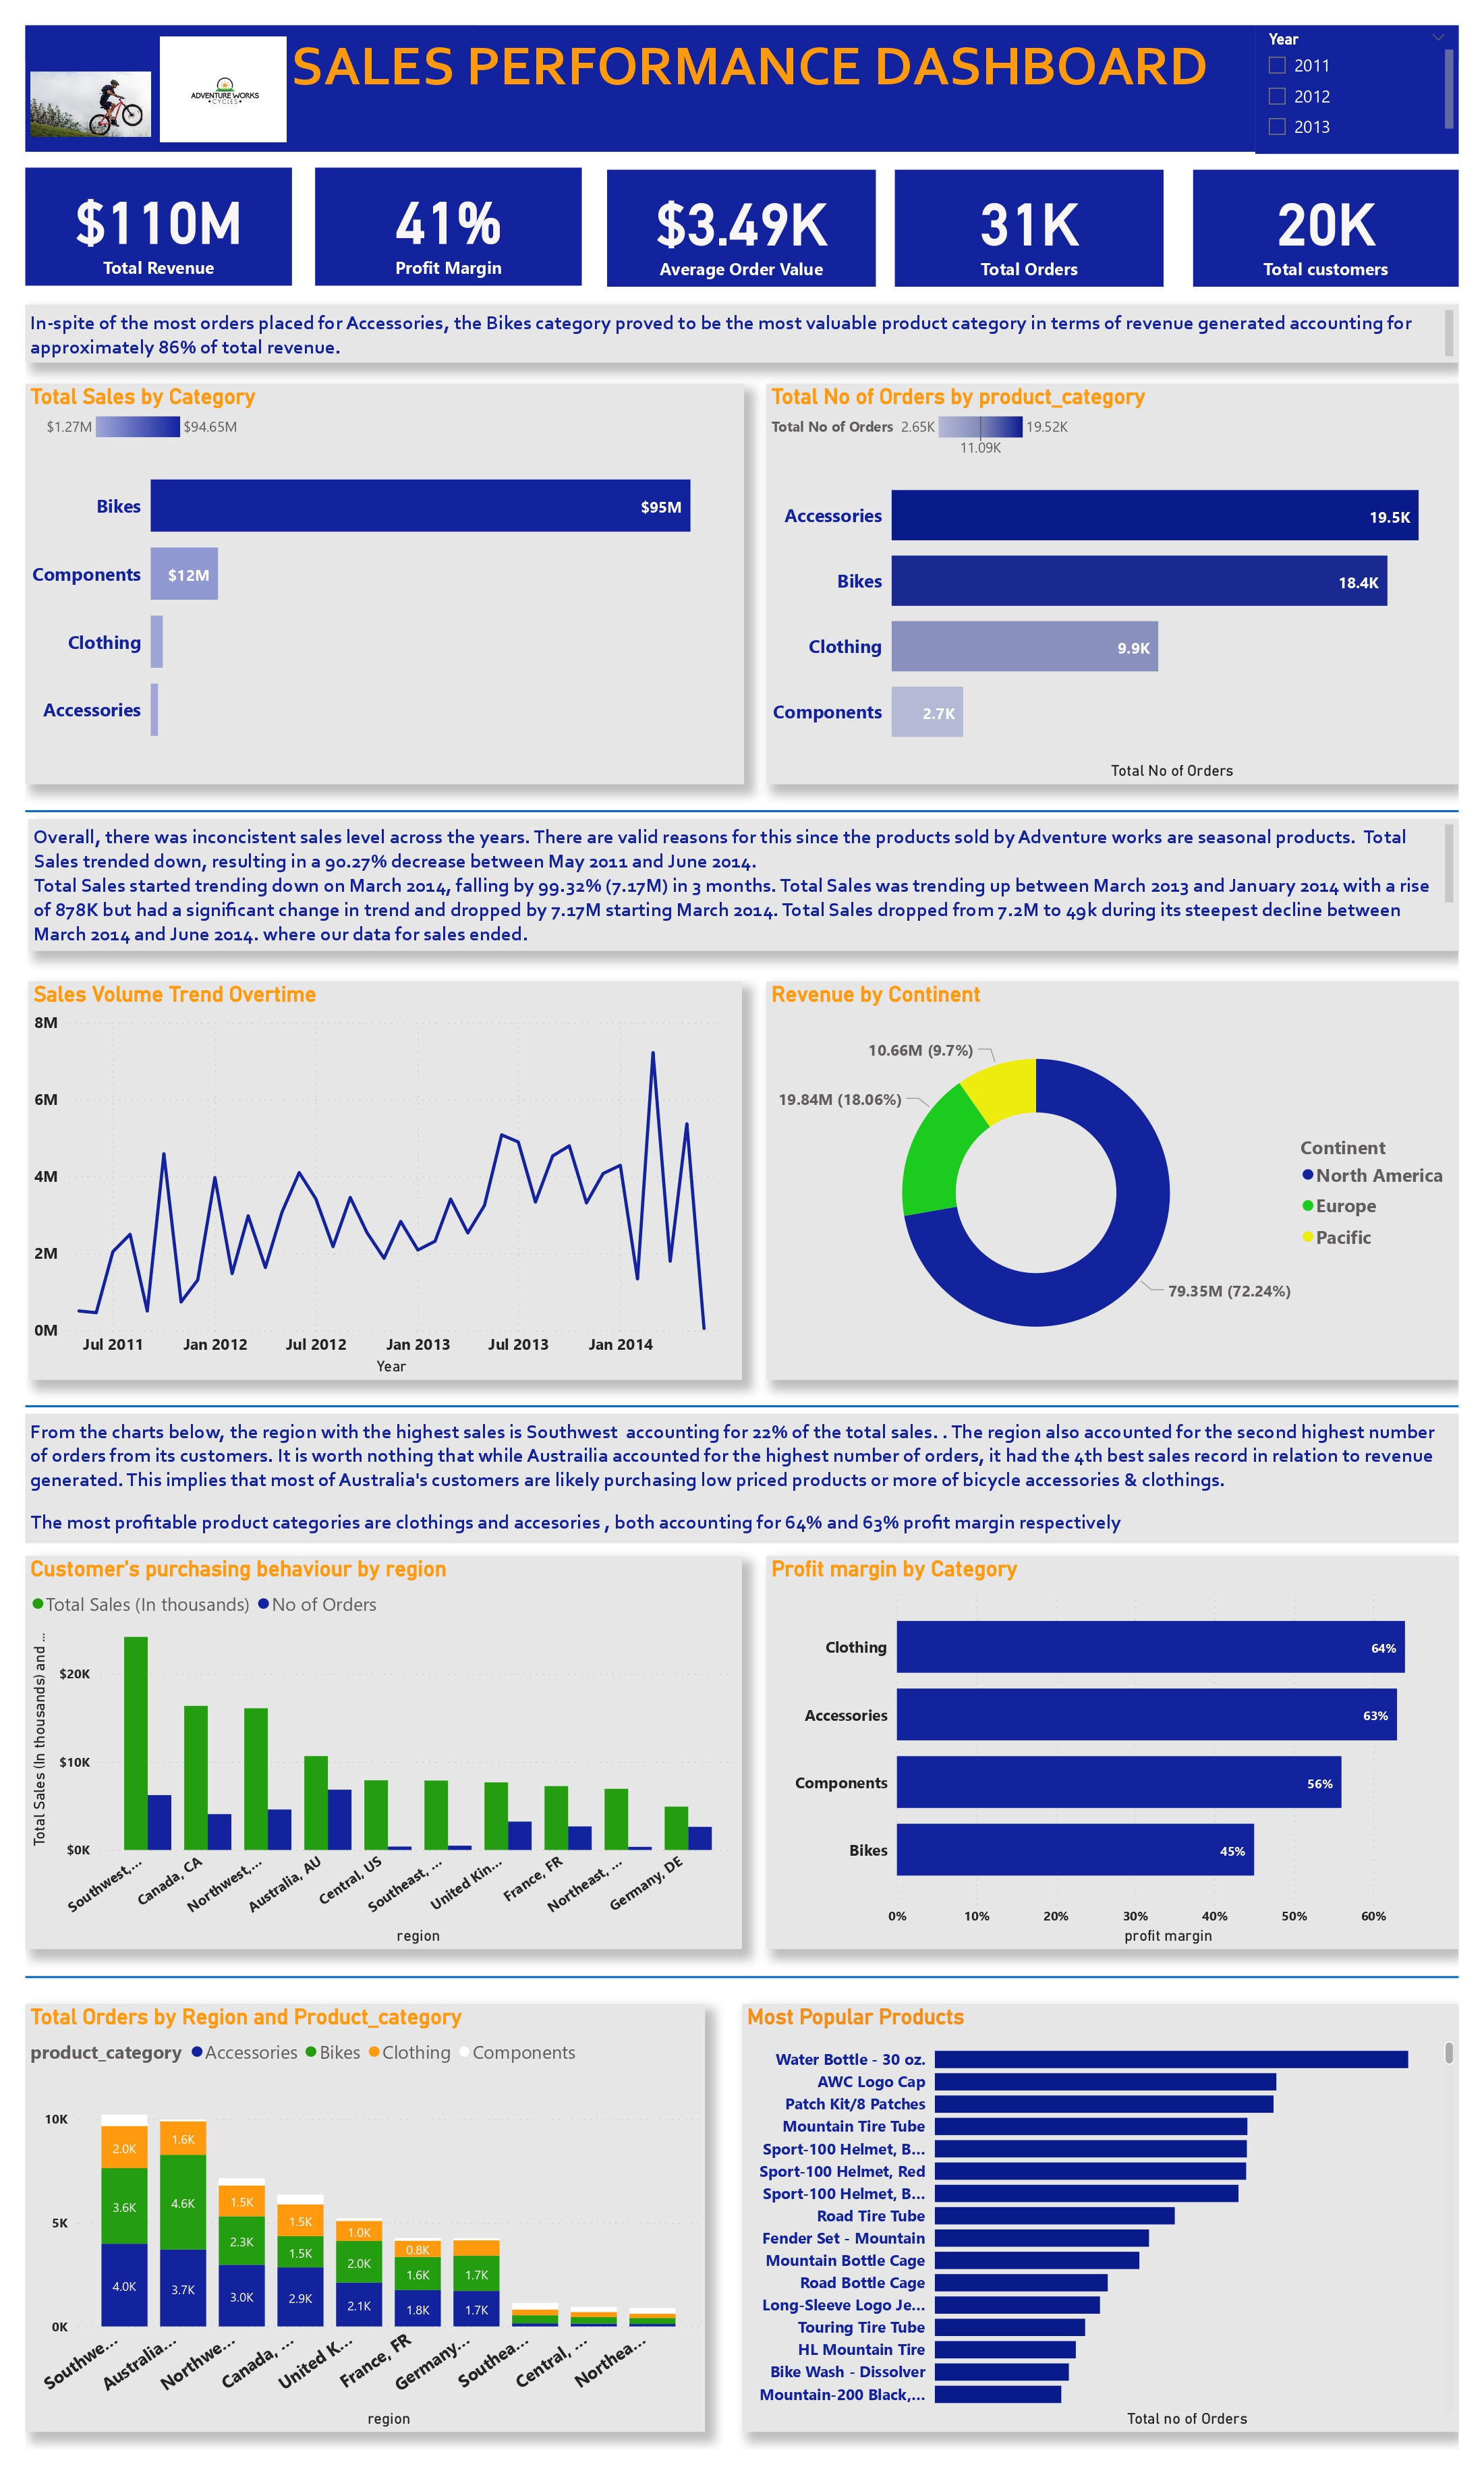 SALES PERFORMANCE DASHBOARD
ADVENTURE WORKS
•CYCLES•
Year
2011
2012
2013
$110M
Total Revenue
41%
Profit Margin
$3.49K
Average Order Value
31K
Total Orders
20K
Total customers
In-spite of the most orders placed for Accessories, the Bikes category proved to be the most valuable product category in terms of revenue generated accounting for
approximately 86% of total revenue.
Total Sales by Category
$1.27M $94.65M
Bikes $95M
Components $12M
Clothing
Accessories
Total No of Orders by product_category
Total No of Orders 2.65K 19.52K
11.09K
Accessories 19.5K
Bikes 18.4K
Clothing 9.9K
Components 2.7K
Total No of Orders
Overall, there was inconcistent sales level across the years. There are valid reasons for this since the products sold by Adventure works are seasonal products. Total
Sales trended down, resulting in a 90.27% decrease between May 2011 and June 2014.
Total Sales started trending down on March 2014, falling by 99.32% (7.17M) in 3 months. Total Sales was trending up between March 2013 and January 2014 with a rise
of 878K but had a significant change in trend and dropped by 7.17M starting March 2014. Total Sales dropped from 7.2M to 49k during its steepest decline between
March 2014 and June 2014. where our data for sales ended.
Sales Volume Trend Overtime
8M
6M
4M
2M
0M
Jul 2011 Jan 2012 Jul 2012 Jan 2013 Jul 2013 Jan 2014
Year
Revenue by Continent
10.66M (9.7%)
19.84M (18.06%)
79.35M (72.24%)
Continent
North America
Europe
Pacific
From the charts below, the region with the highest sales is Southwest accounting for 22% of the total sales. . The region also accounted for the second highest number
of orders from its customers. It is worth nothing that while Austrailia accounted for the highest number of orders, it had the 4th best sales record in relation to revenue
generated. This implies that most of Australia's customers are likely purchasing low priced products or more of bicycle accessories & clothings.
The most profitable product categories are clothings and accesories , both accounting for 64% and 63% profit margin respectively
Customer's purchasing behaviour by region
Total Sales (In thousands) No of Orders
Total Sales (In thousands) and ...
$20K
$10K
$0K
Southwest,... Canada, CA Northwest,... Australia, AU Central, US Southeast, ... United Kin... France, FR Northeast, ... Germany, DE
region
Profit margin by Category
Clothing 64%
Accessories 63%
Components 56%
Bikes 45%
0% 10% 20% 30% 40% 50% 60%
profit margin
Total Orders by Region and Product_category
product_category Accessories Bikes Clothing Components
10K
5K
0K
2.0K 3.6K 4.0K
1.6K 4.6K 3.7K
1.5K 2.3K 3.0K
1.5K 1.5K 2.9K
1.0K 2.0K 2.1K
0.8K 1.6K 1.8K
1.7K 1.7K
Southwe... Australia... Northwe... Canada, ... United K... France, FR Germany... Southea... Central, ... Northea...
region
Most Popular Products
Water Bottle - 30 oz.
AWC Logo Cap
Patch Kit/8 Patches
Mountain Tire Tube
Sport-100 Helmet, B...
Sport-100 Helmet, Red
Sport-100 Helmet, B...
Road Tire Tube
Fender Set - Mountain
Mountain Bottle Cage
Road Bottle Cage
Long-Sleeve Logo Je...
Touring Tire Tube
HL Mountain Tire
Bike Wash - Dissolver
Mountain-200 Black,...
Total no of Orders